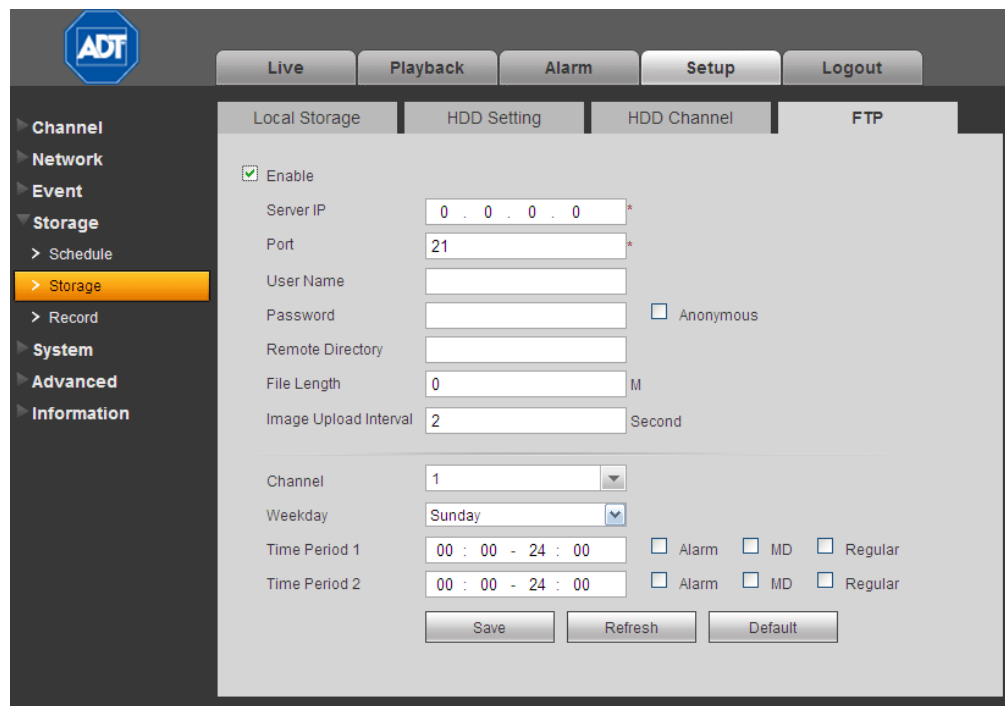 ADT
Live Playback Alarm Setup Logout
Local Storage HDD Setting HDD Channel FTP
Channel
Network
Event
Storage
> Schedule
> Storage
> Record
System
Advanced
Information
Enable
Server IP 0 . 0 . 0 . 0 *
Port 21 *
User Name
Password Anonymous
Remote Directory
File Length 0 M
Image Upload Interval 2 Second
Channel 1
Weekday Sunday
Time Period 1 00 : 00 - 24 : 00 Alarm MD Regular
Time Period 2 00 : 00 - 24 : 00 Alarm MD Regular
Save Refresh Default